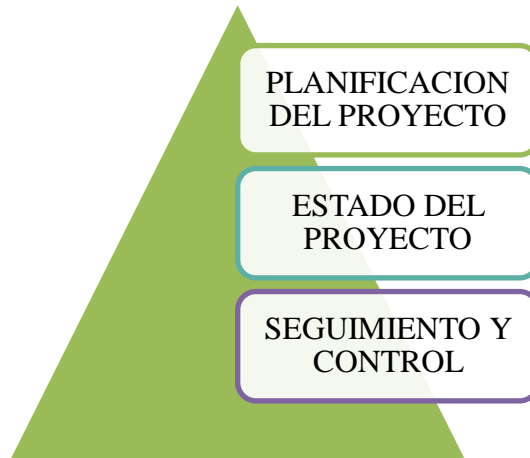 PLANIFICACION
DEL PROYECTO
ESTADO DEL
PROYECTO
SEGUIMIENTO Y
CONTROL